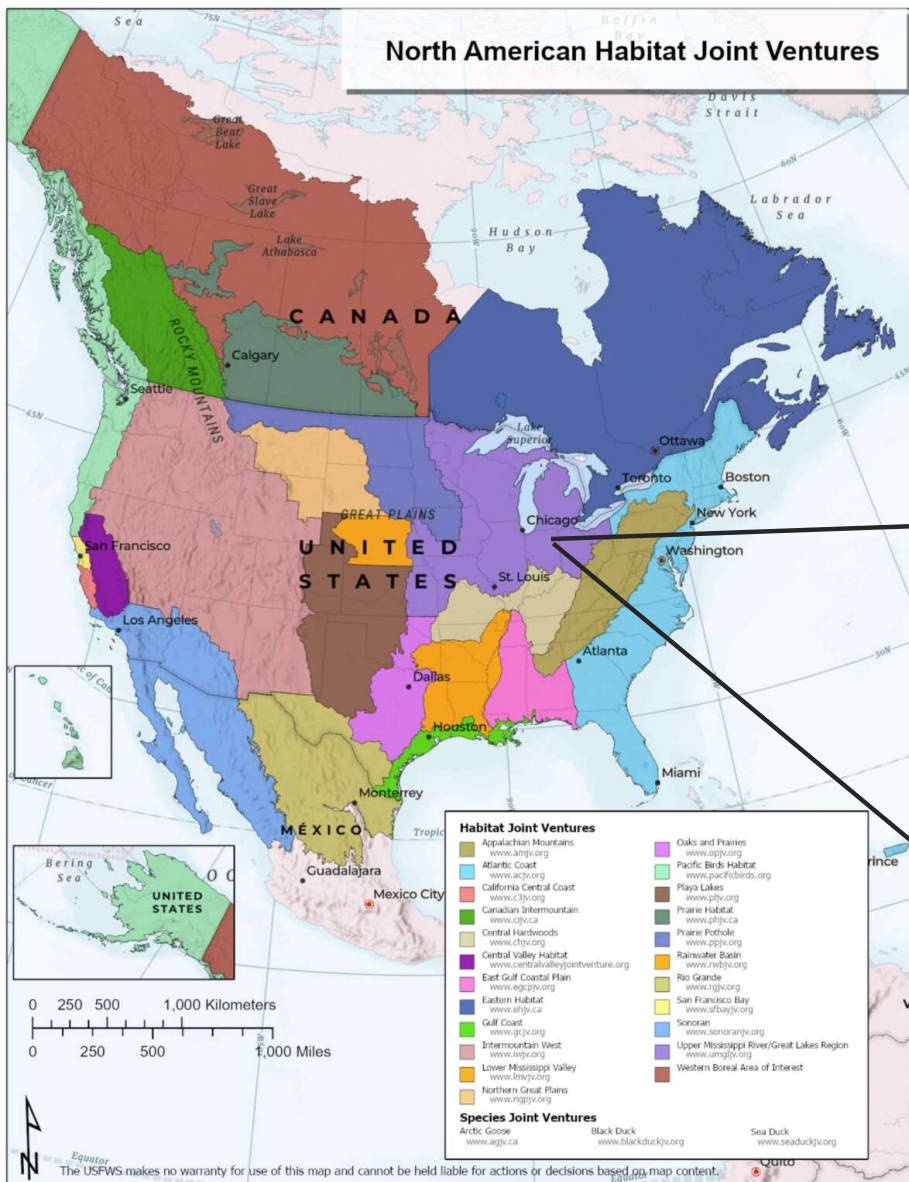 Sea
75N
Baffin
Bay
North American Habitat Joint Ventures
Davis
Strait
60N
Great
Bear
Lake
Great
Slave
Lake
Labrador
Sea
Hudson
Bay
90W
Lake
Athabasca
CANADA
ROCKY MOUNTAINS
Calgary
45N
60W
Seattle
45N
Lake
Superior
Ottawa
Toronto
Boston
GREAT PLAINS
Chicago
New York
San Francisco
UNITED
STATES
Washington
St. Louis
Los Angeles
Atlanta
30N
Dallas
Houston
Miami
Monterrey
MÉXICO
Tropic
Guadalajara
Mexico City
Bering
Sea
UNITED
STATES
rince
Habitat Joint Ventures
Appalachian Mountains
www.amjv.org
Atlantic Coast
www.acjv.org
California Central Coast
www.c3jv.org
Canadian Intermountain
www.cijv.ca
Central Hardwoods
www.chjv.org
Central Valley Habitat
www.centralvalleyjointventure.org
East Gulf Coastal Plain
www.egcpjv.org
Eastern Habitat
www.ehjv.ca
Gulf Coast
www.gcjv.org
Intermountain West
www.iwjv.org
Lower Mississippi Valley
www.lmvjv.org
Northern Great Plains
www.ngpjv.org
Oaks and Prairies
www.opjv.org
Pacific Birds Habitat
www.pacificbirds.org
Playa Lakes
www.pljv.org
Prairie Habitat
www.phjv.ca
Prairie Pothole
www.ppjv.org
Rainwater Basin
www.rwbjv.org
Rio Grande
www.rgjv.org
San Francisco Bay
www.sfbayjv.org
Sonoran
www.sonoranjv.org
Upper Mississippi River/Great Lakes Region
www.umgljv.org
Western Boreal Area of Interest
Species Joint Ventures
Arctic Goose
www.agjv.ca
Black Duck
www.blackduckjv.org
Sea Duck
www.seaduckjv.org
0 250 500 1,000 Kilometers
0 250 500 1,000 Miles
N
Equator
The USFWS makes no warranty for use of this map and cannot be held liable for actions or decisions based on map content.
Equator
Quito